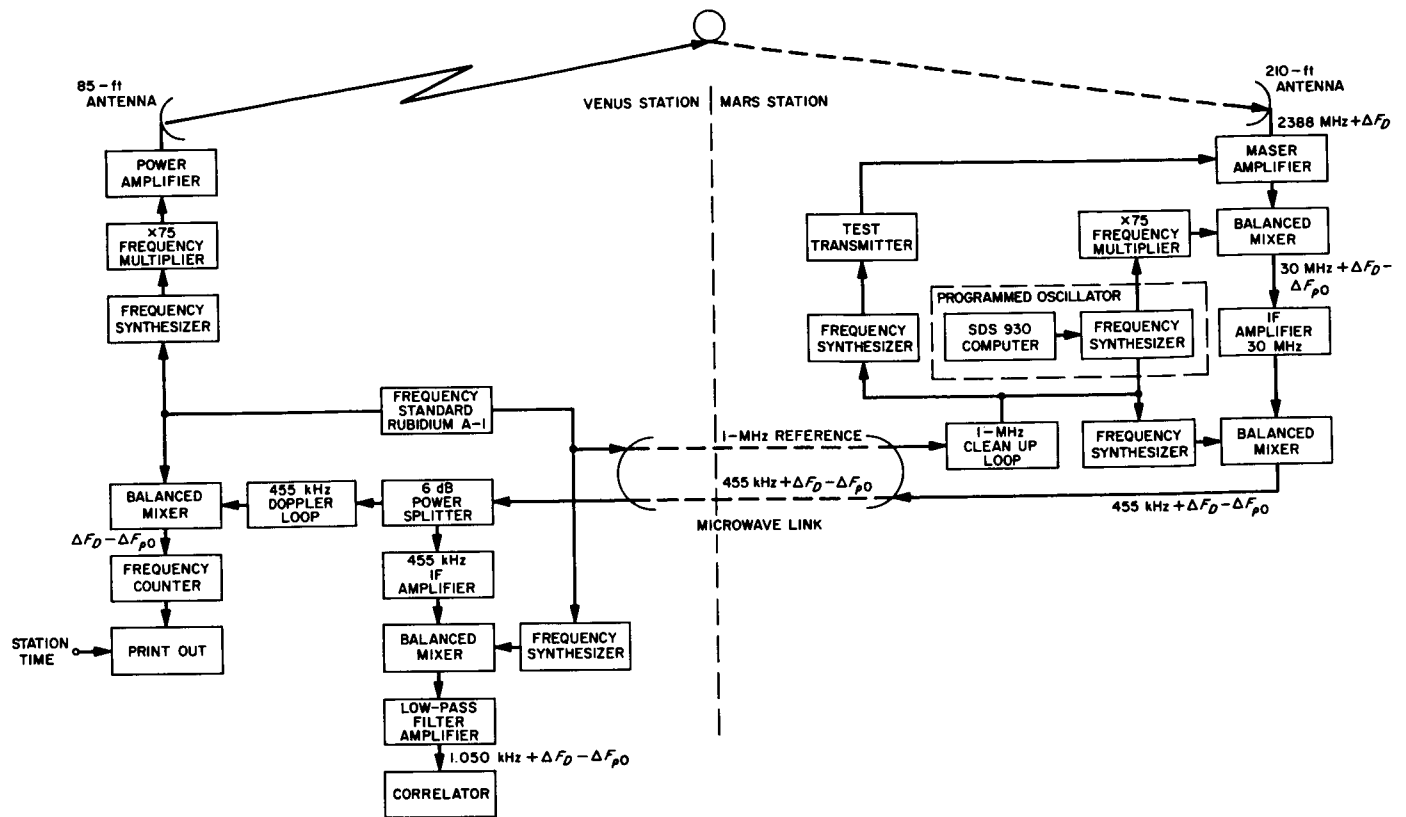 85-ft
ANTENNA
VENUS STATION
MARS STATION
210-ft
ANTENNA
2388 MHz + ΔF_D
POWER
AMPLIFIER
×75
FREQUENCY
MULTIPLIER
FREQUENCY
SYNTHESIZER
MASER
AMPLIFIER
TEST
TRANSMITTER
×75
FREQUENCY
MULTIPLIER
BALANCED
MIXER
30 MHz + ΔF_D −
ΔF_ρ0
PROGRAMMED OSCILLATOR
FREQUENCY
SYNTHESIZER
SDS 930
COMPUTER
FREQUENCY
SYNTHESIZER
IF
AMPLIFIER
30 MHz
FREQUENCY
STANDARD
RUBIDIUM A-1
1-MHz REFERENCE
1-MHz
CLEAN UP
LOOP
FREQUENCY
SYNTHESIZER
BALANCED
MIXER
BALANCED
MIXER
455 kHz
DOPPLER
LOOP
6 dB
POWER
SPLITTER
455 kHz + ΔF_D − ΔF_ρ0
MICROWAVE LINK
455 kHz + ΔF_D − ΔF_ρ0
ΔF_D − ΔF_ρ0
FREQUENCY
COUNTER
455 kHz
IF
AMPLIFIER
STATION
TIME
PRINT OUT
BALANCED
MIXER
FREQUENCY
SYNTHESIZER
LOW-PASS
FILTER
AMPLIFIER
1.050 kHz + ΔF_D − ΔF_ρ0
CORRELATOR